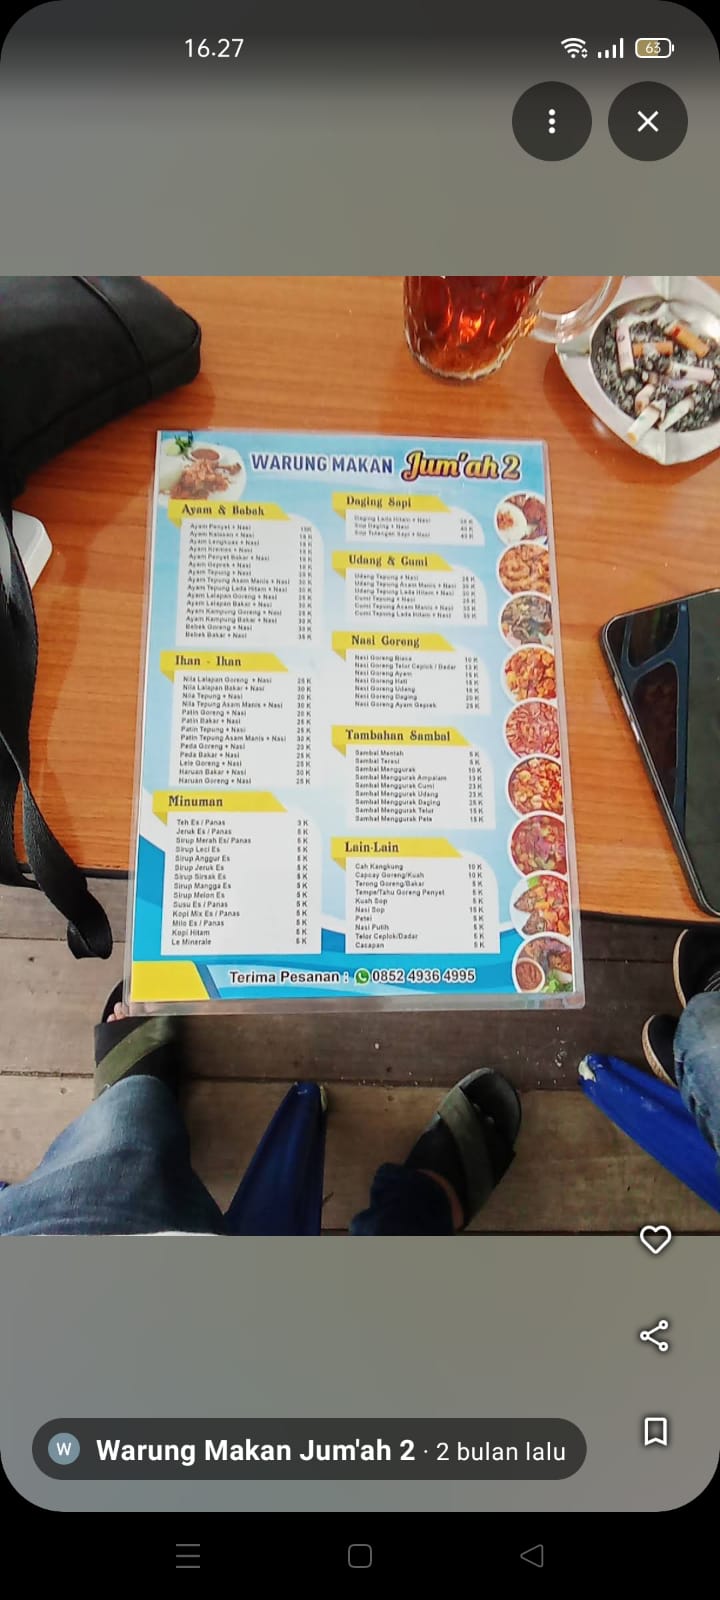 16.27
63
WARUNG MAKAN Jum'ah 2
Ayam & Bebek
Ayam Penyet + Nasi
Ayam Kalasan + Nasi
Ayam Lengkuas + Nasi
Ayam Kremes + Nasi
Ayam Penyet Bakar + Nasi
Ayam Geprek + Nasi
Ayam Tepung + Nasi
Ayam Tepung Asam Manis + Nasi 30 K
Ayam Tepung Lada Hitam + Nasi 30 K
Ayam Lalapan Goreng + Nasi
Ayam Lalapan Bakar + Nasi
Ayam Kampung Goreng + Nasi
Ayam Kampung Bakar + Nasi
Bebek Goreng + Nasi
Bebek Bakar + Nasi
Ikan - Ikan
Nila Lalapan Goreng + Nasi 25 K
Nila Lalapan Bakar + Nasi 30 K
Nila Tepung + Nasi 20 K
Nila Tepung Asam Manis + Nasi 30 K
Patin Goreng + Nasi 20 K
Patin Bakar + Nasi 25 K
Patin Tepung + Nasi 25 K
Patin Tepung Asam Manis + Nasi
Peda Goreng + Nasi
Peda Bakar + Nasi 25 K
Lele Goreng + Nasi 25 K
Haruan Bakar + Nasi 30 K
Haruan Goreng + Nasi 25 K
Minuman
Teh Es / Panas 3 K
Jeruk Es / Panas 5 K
Sirup Merah Es/ Panas 5 K
Sirup Leci Es 5 K
Sirup Anggur Es 5 K
Sirup Jeruk Es 5 K
Sirup Sirsak Es 5 K
Sirup Mangga Es 5 K
Sirup Melon Es 5 K
Susu Es / Panas 5 K
Kopi Mix Es / Panas 5 K
Milo Es / Panas 5 K
Kopi Hitam 5 K
Le Minerale 5 K
Daging Sapi
Daging Lada Hitam + Nasi
Sop Daging + Nasi
Sop Tulangan Sapi + Nasi
Udang & Cumi
Udang Tepung + Nasi
Udang Tepung Asam Manis + Nasi
Udang Tepung Lada Hitam + Nasi
Cumi Tepung + Nasi
Cumi Tepung Asam Manis + Nasi
Cumi Tepung Lada Hitam + Nasi
Nasi Goreng
Nasi Goreng Biasa 10 K
Nasi Goreng Telur Ceplok / Dadar 13 K
Nasi Goreng Ayam 15 K
Nasi Goreng Hati
Nasi Goreng Udang
Nasi Goreng Daging 20 K
Nasi Goreng Ayam Geprek 25 K
Tambahan Sambal
Sambal Mentah 5 K
Sambal Terasi 5 K
Sambal Menggurak 10 K
Sambal Menggurak Ampalam 13 K
Sambal Menggurak Cumi 23 K
Sambal Menggurak Udang 23 K
Sambal Menggurak Daging 25 K
Sambal Menggurak Telur 15 K
Sambal Menggurak Pete 15 K
Lain-Lain
Cah Kangkung 10 K
Capcay Goreng/Kuah 10 K
Terong Goreng/Bakar 5 K
Tempe/Tahu Goreng Penyet 5 K
Kuah Sop 5 K
Nasi Sop 15 K
Petei 5 K
Nasi Putih 5 K
Telor Ceplok/Dadar 5 K
Cacapan 5 K
Terima Pesanan : 0852 4936 4995
W Warung Makan Jum'ah 2 · 2 bulan lalu